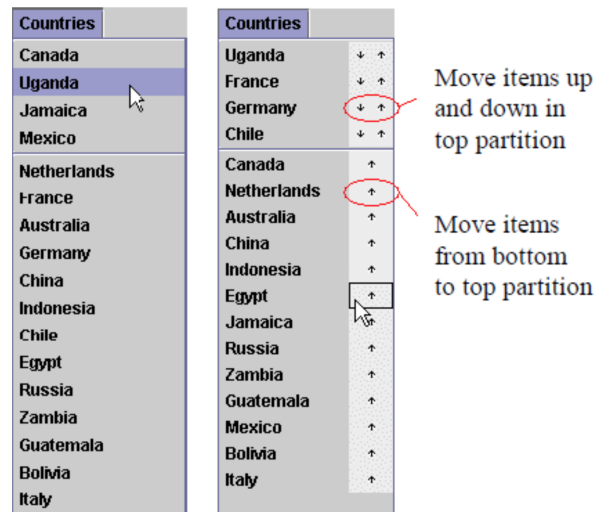 Countries
Canada
Uganda
Jamaica
Mexico
Netherlands
France
Australia
Germany
China
Indonesia
Chile
Egypt
Russia
Zambia
Guatemala
Bolivia
Italy
Countries
Uganda ↓ ↑
France ↓ ↑
Germany ↓ ↑
Chile ↓ ↑
Canada ↑
Netherlands ↑
Australia ↑
China ↑
Indonesia ↑
Egypt ↑
Jamaica ↑
Russia ↑
Zambia ↑
Guatemala ↑
Mexico ↑
Bolivia ↑
Italy ↑
Move items up
and down in
top partition
Move items
from bottom
to top partition